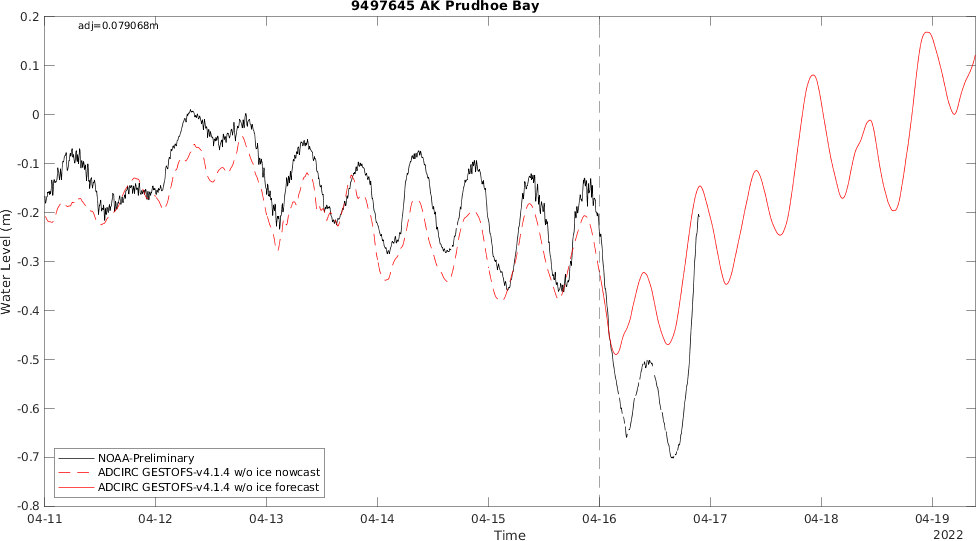 9497645 AK Prudhoe Bay
adj=0.079068m
0.2
0.1
0
-0.1
-0.2
-0.3
-0.4
-0.5
-0.6
-0.7
-0.8
Water Level (m)
NOAA-Preliminary
ADCIRC GESTOFS-v4.1.4 w/o ice nowcast
ADCIRC GESTOFS-v4.1.4 w/o ice forecast
04-11 04-12 04-13 04-14 04-15 04-16 04-17 04-18 04-19
Time
2022